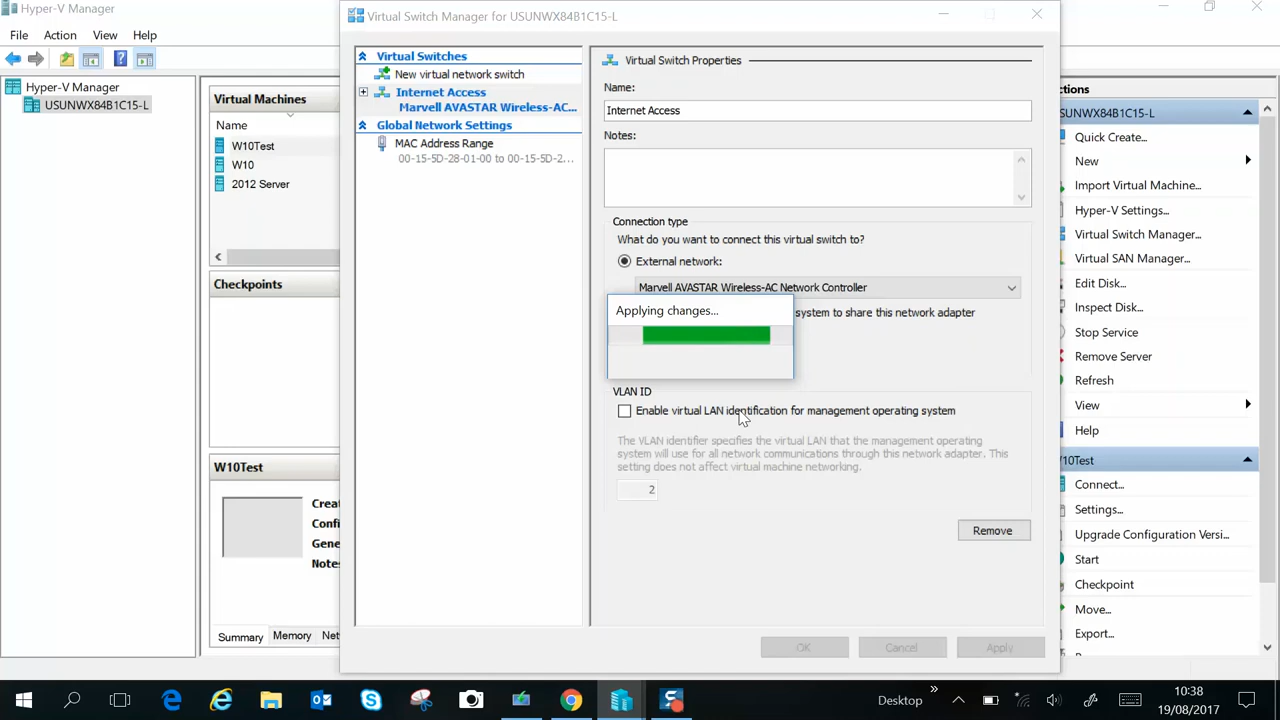 Hyper-V Manager
File Action View Help
Hyper-V Manager
USUNWX84B1C15-L
Virtual Machines
Name
W10Test
W10
2012 Server
Checkpoints
W10Test
Crea
Confi
Gene
Notes
Summary Memory Net
Virtual Switch Manager for USUNWX84B1C15-L
Virtual Switches
New virtual network switch
Internet Access
Marvell AVASTAR Wireless-AC...
Global Network Settings
MAC Address Range
00-15-5D-28-01-00 to 00-15-5D-2...
Virtual Switch Properties
Name:
Internet Access
Notes:
Connection type
What do you want to connect this virtual switch to?
External network:
Marvell AVASTAR Wireless-AC Network Controller
system to share this network adapter
Applying changes...
VLAN ID
Enable virtual LAN identification for management operating system
The VLAN identifier specifies the virtual LAN that the management operating
system will use for all network communications through this network adapter. This
setting does not affect virtual machine networking.
2
Remove
OK Cancel Apply
ctions
USUNWX84B1C15-L
Quick Create...
New
Import Virtual Machine...
Hyper-V Settings...
Virtual Switch Manager...
Virtual SAN Manager...
Edit Disk...
Inspect Disk...
Stop Service
Remove Server
Refresh
View
Help
W10Test
Connect...
Settings...
Upgrade Configuration Versi...
Start
Checkpoint
Move...
Export...
Desktop
10:38
19/08/2017